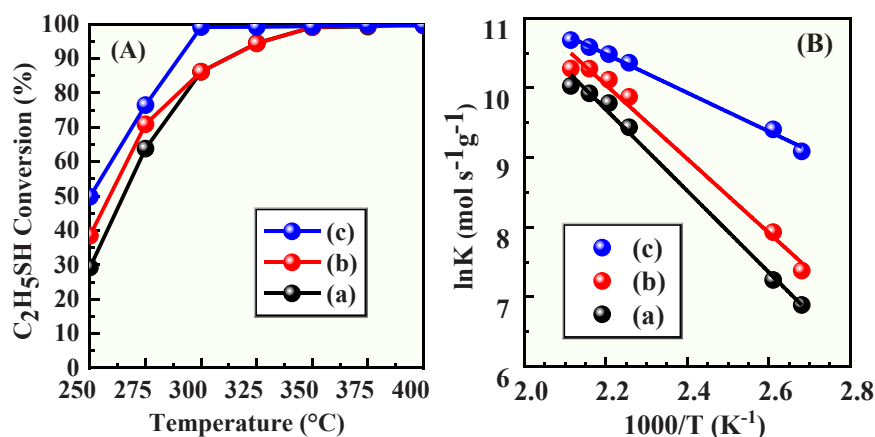 (A)
C₂H₅SH Conversion (%)
100
90
80
70
60
50
40
30
20
10
0
(c)
(b)
(a)
250 275 300 325 350 375 400
Temperature (°C)
(B)
lnK (mol s⁻¹g⁻¹)
11
10
9
8
7
6
(c)
(b)
(a)
2.0 2.2 2.4 2.6 2.8
1000/T (K⁻¹)